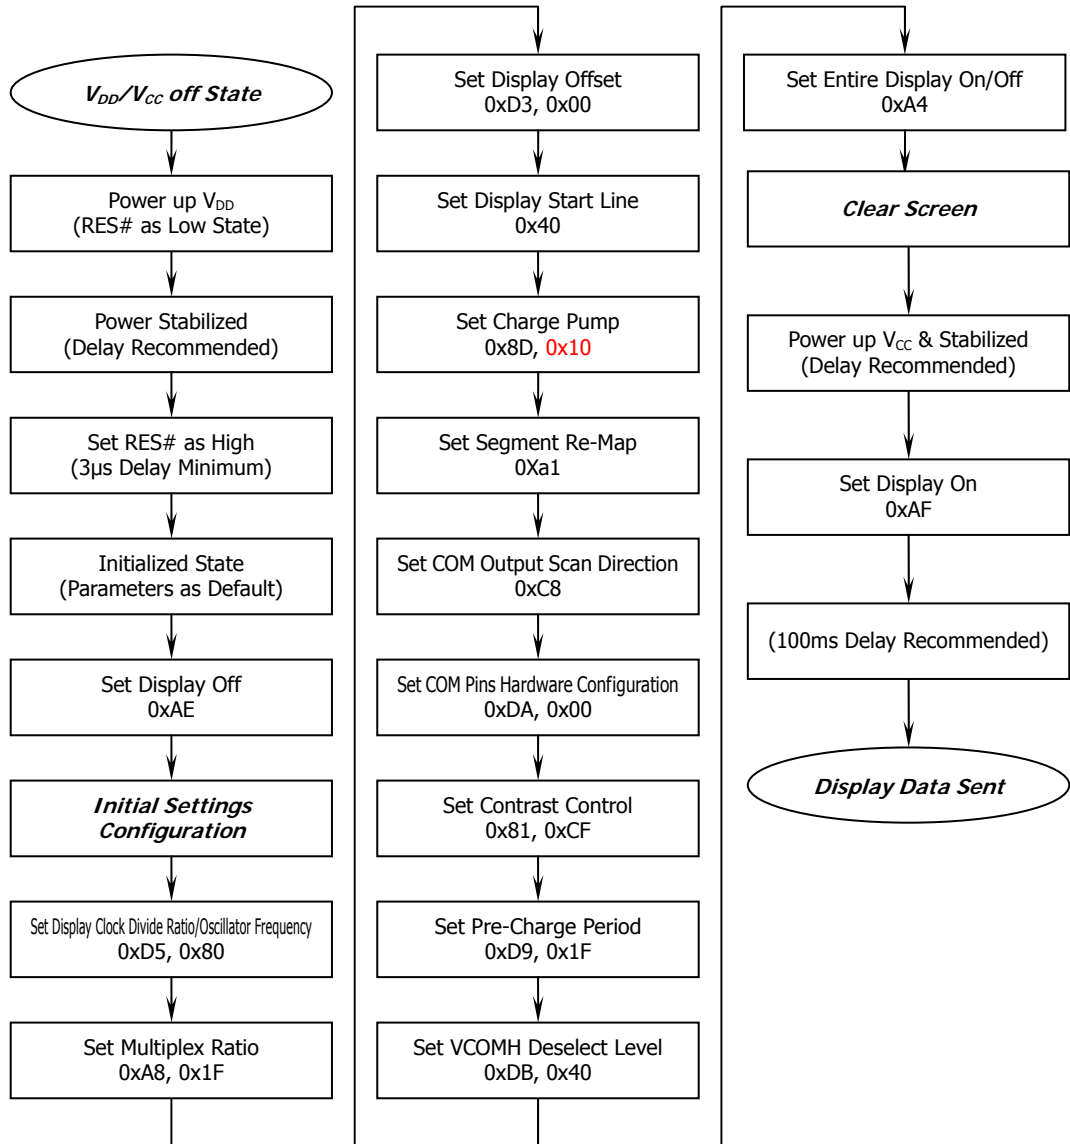 V_DD/V_CC off State
Power up V_DD
(RES# as Low State)
Power Stabilized
(Delay Recommended)
Set RES# as High
(3μs Delay Minimum)
Initialized State
(Parameters as Default)
Set Display Off
0xAE
Initial Settings
Configuration
Set Display Clock Divide Ratio/Oscillator Frequency
0xD5, 0x80
Set Multiplex Ratio
0xA8, 0x1F
Set Display Offset
0xD3, 0x00
Set Display Start Line
0x40
Set Charge Pump
0x8D, 0x10
Set Segment Re-Map
0Xa1
Set COM Output Scan Direction
0xC8
Set COM Pins Hardware Configuration
0xDA, 0x00
Set Contrast Control
0x81, 0xCF
Set Pre-Charge Period
0xD9, 0x1F
Set VCOMH Deselect Level
0xDB, 0x40
Set Entire Display On/Off
0xA4
Clear Screen
Power up V_CC & Stabilized
(Delay Recommended)
Set Display On
0xAF
(100ms Delay Recommended)
Display Data Sent